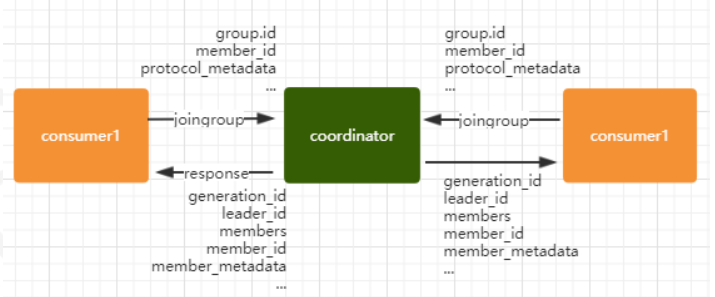 group.id
member_id
protocol_metadata
...
group.id
member_id
protocol_metadata
...
consumer1
joingroup
coordinator
joingroup
consumer1
response
generation_id
leader_id
members
member_id
member_metadata
...
generation_id
leader_id
members
member_id
member_metadata
...